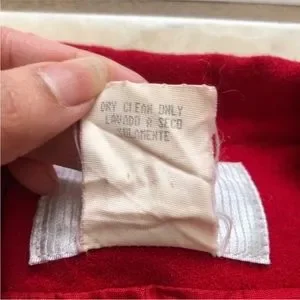 DRY CLEAN ONLY
LAVADO A SECO
SOLAMENTE